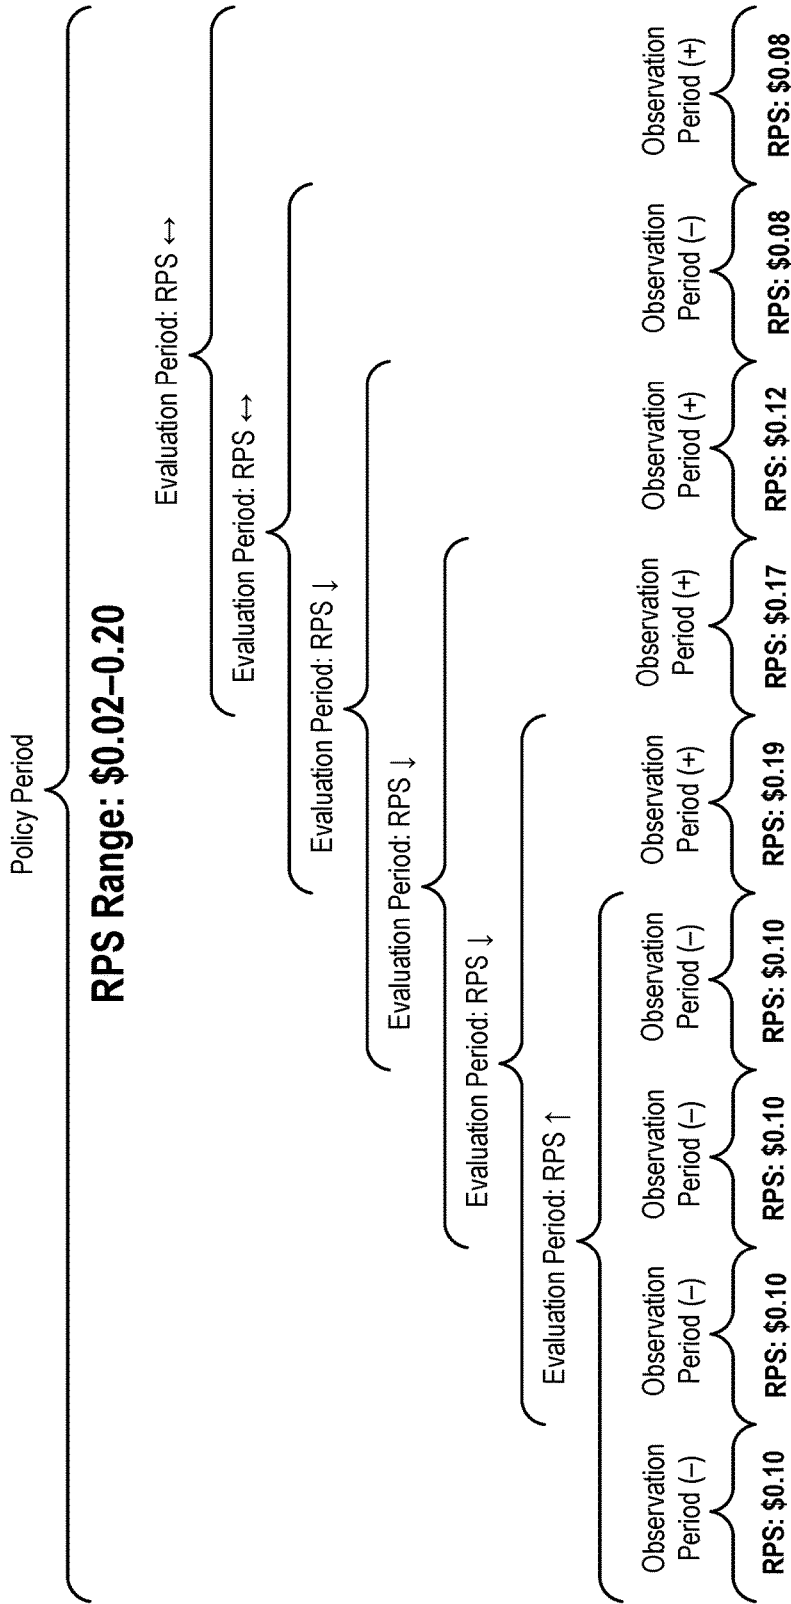 Policy Period
RPS Range: $0.02–0.20
Evaluation Period: RPS ↔
Evaluation Period: RPS ↔
Evaluation Period: RPS ↓
Evaluation Period: RPS ↓
Evaluation Period: RPS ↓
Evaluation Period: RPS ↑
Observation
Period (–)
RPS: $0.10
Observation
Period (–)
RPS: $0.10
Observation
Period (–)
RPS: $0.10
Observation
Period (–)
RPS: $0.10
Observation
Period (+)
RPS: $0.19
Observation
Period (+)
RPS: $0.17
Observation
Period (+)
RPS: $0.12
Observation
Period (–)
RPS: $0.08
Observation
Period (+)
RPS: $0.08